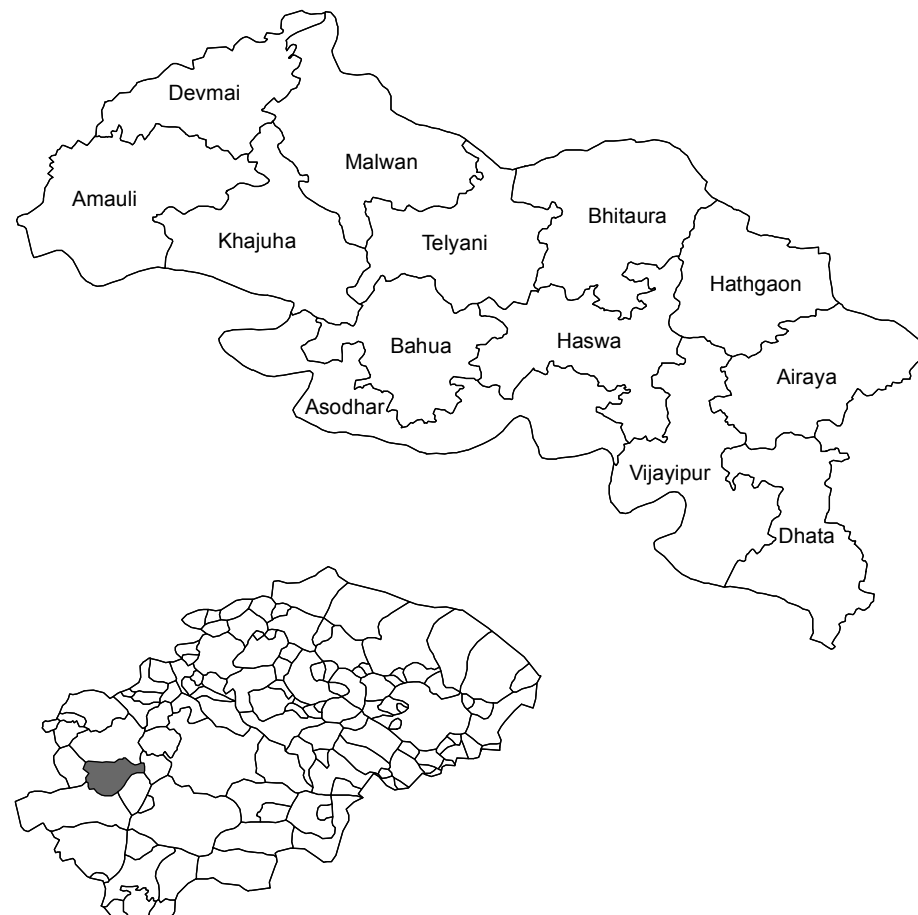 Devmai
Malwan
Amauli
Bhitaura
Khajuha
Telyani
Hathgaon
Haswa
Bahua
Airaya
Asodhar
Vijayipur
Dhata